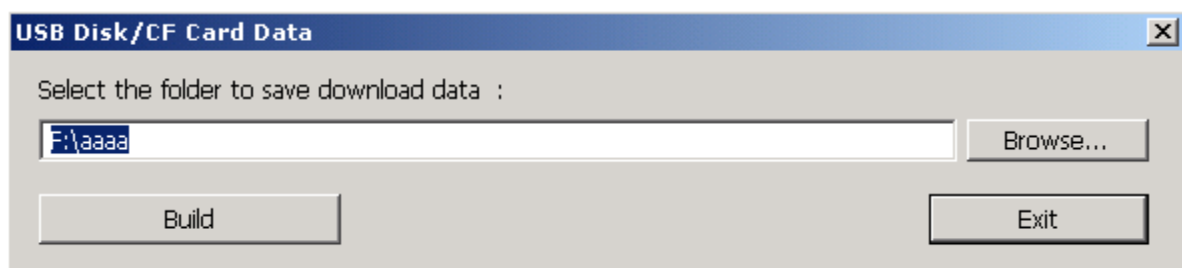 USB Disk/CF Card Data
Select the folder to save download data :
F:\aaaa
Browse...
Build
Exit